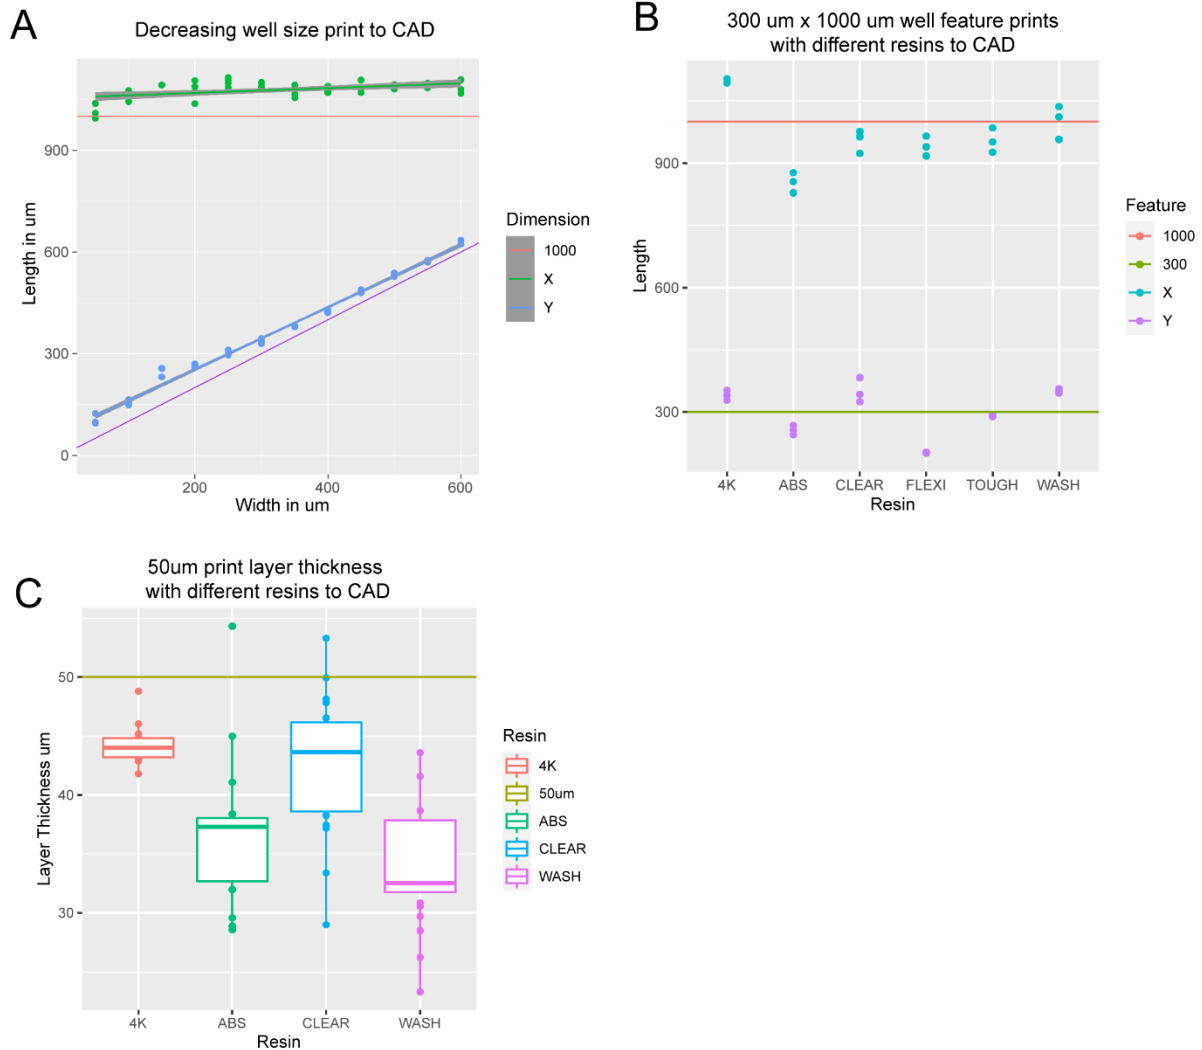 A
Decreasing well size print to CAD
Length in um
900
600
300
0
200
400
600
Width in um
Dimension
1000
X
Y
B
300 um x 1000 um well feature prints
with different resins to CAD
Length
900
600
300
4K
ABS
CLEAR
FLEXI
TOUGH
WASH
Resin
Feature
1000
300
X
Y
C
50um print layer thickness
with different resins to CAD
Layer Thickness um
50
40
30
4K
ABS
CLEAR
WASH
Resin
Resin
4K
50um
ABS
CLEAR
WASH